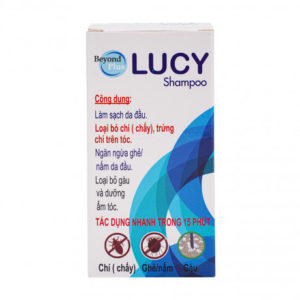 Beyond
Plus
LUCY
Shampoo
Công dụng:
Làm sạch da đầu.
Loại bỏ chí ( chấy), trứng
chí trên tóc.
Ngăn ngừa ghẻ/
nấm da đầu.
Loại bỏ gàu
và dưỡng
ẩm tóc.
TÁC DỤNG NHANH TRONG 15 PHÚT
Chí ( chấy)
Ghẻ/nấm
Gàu